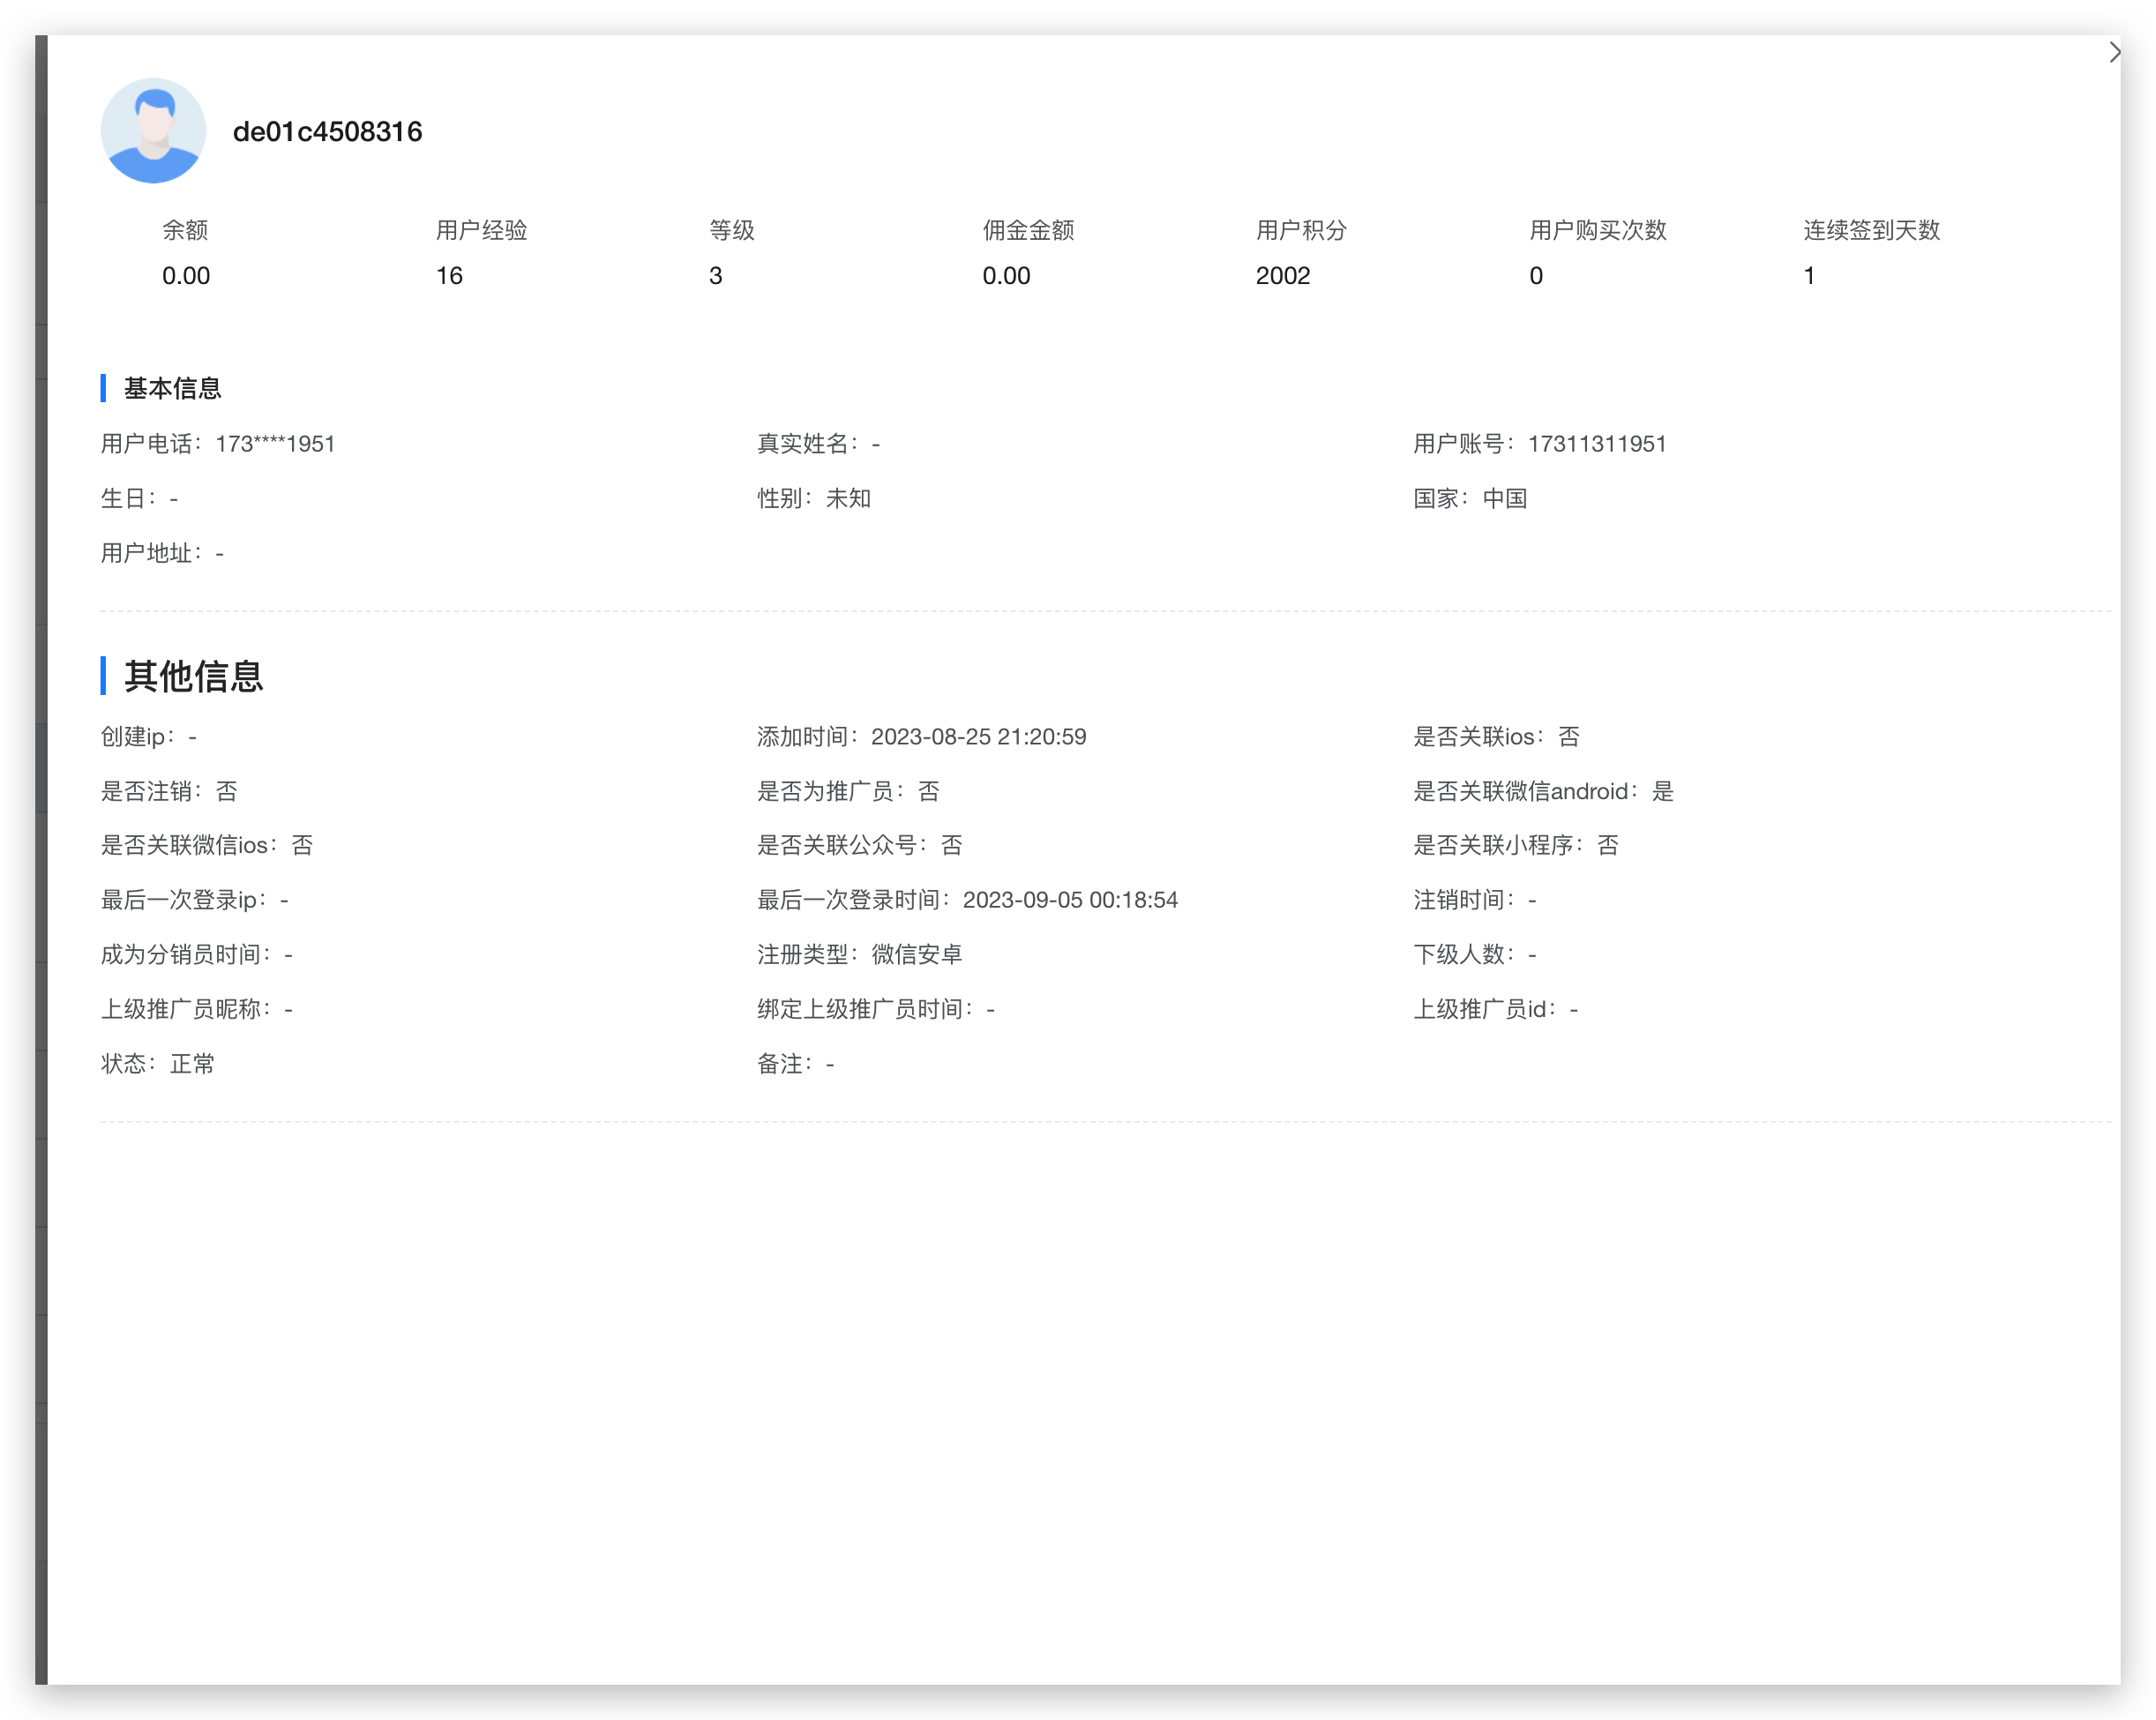 de01c4508316
余额 用户经验 等级 佣金金额 用户积分 用户购买次数 连续签到天数
0.00 16 3 0.00 2002 0 1
基本信息
用户电话：173****1951 真实姓名：- 用户账号：17311311951
生日：- 性别：未知 国家：中国
用户地址：-
其他信息
创建ip：- 添加时间：2023-08-25 21:20:59 是否关联ios：否
是否注销：否 是否为推广员：否 是否关联微信android：是
是否关联微信ios：否 是否关联公众号：否 是否关联小程序：否
最后一次登录ip：- 最后一次登录时间：2023-09-05 00:18:54 注销时间：-
成为分销员时间：- 注册类型：微信安卓 下级人数：-
上级推广员昵称：- 绑定上级推广员时间：- 上级推广员id：-
状态：正常 备注：-